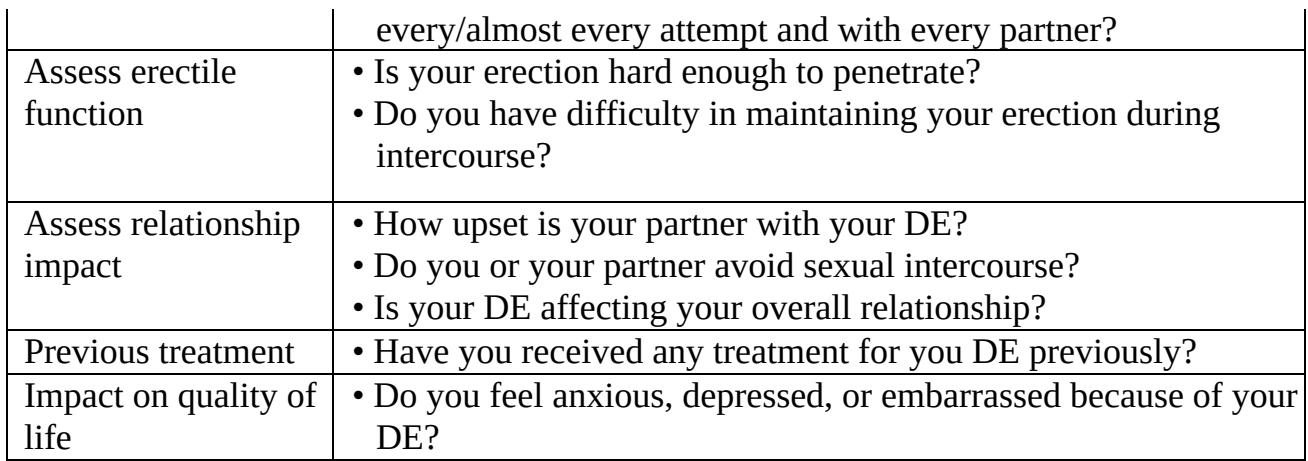 every/almost every attempt and with every partner?
Assess erectile
function
• Is your erection hard enough to penetrate?
• Do you have difficulty in maintaining your erection during
intercourse?
Assess relationship
impact
• How upset is your partner with your DE?
• Do you or your partner avoid sexual intercourse?
• Is your DE affecting your overall relationship?
Previous treatment
• Have you received any treatment for you DE previously?
Impact on quality of
life
• Do you feel anxious, depressed, or embarrassed because of your
DE?